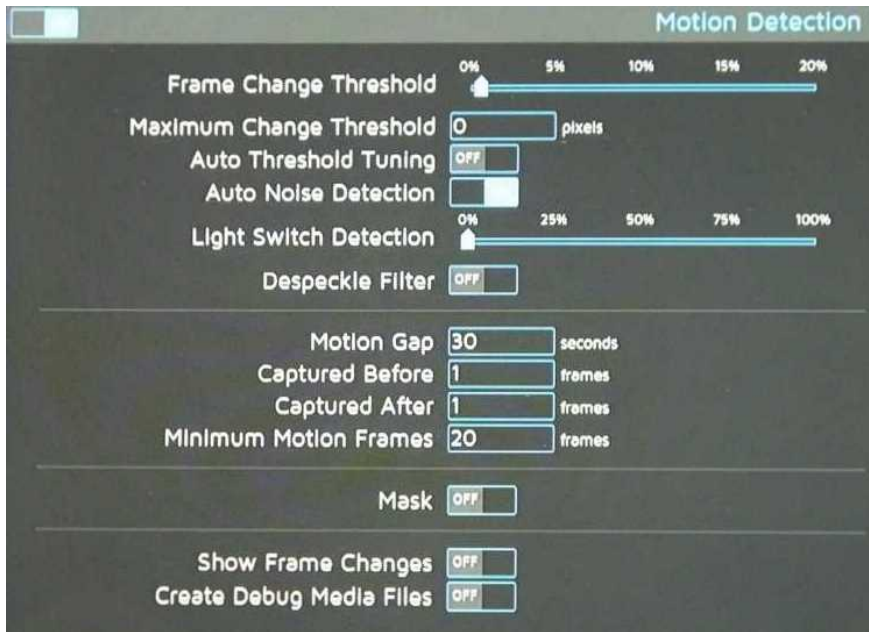 Motion Detection
0% 5% 10% 15% 20%
Frame Change Threshold
Maximum Change Threshold 0 pixels
Auto Threshold Tuning OFF
Auto Noise Detection
0% 25% 50% 75% 100%
Light Switch Detection
Despeckle Filter OFF
Motion Gap 30 seconds
Captured Before 1 frames
Captured After 1 frames
Minimum Motion Frames 20 frames
Mask OFF
Show Frame Changes OFF
Create Debug Media Files OFF